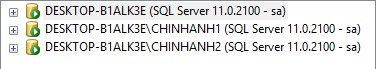 DESKTOP-B1ALK3E (SQL Server 11.0.2100 - sa)
DESKTOP-B1ALK3E\CHINHANH1 (SQL Server 11.0.2100 - sa)
DESKTOP-B1ALK3E\CHINHANH2 (SQL Server 11.0.2100 - sa)